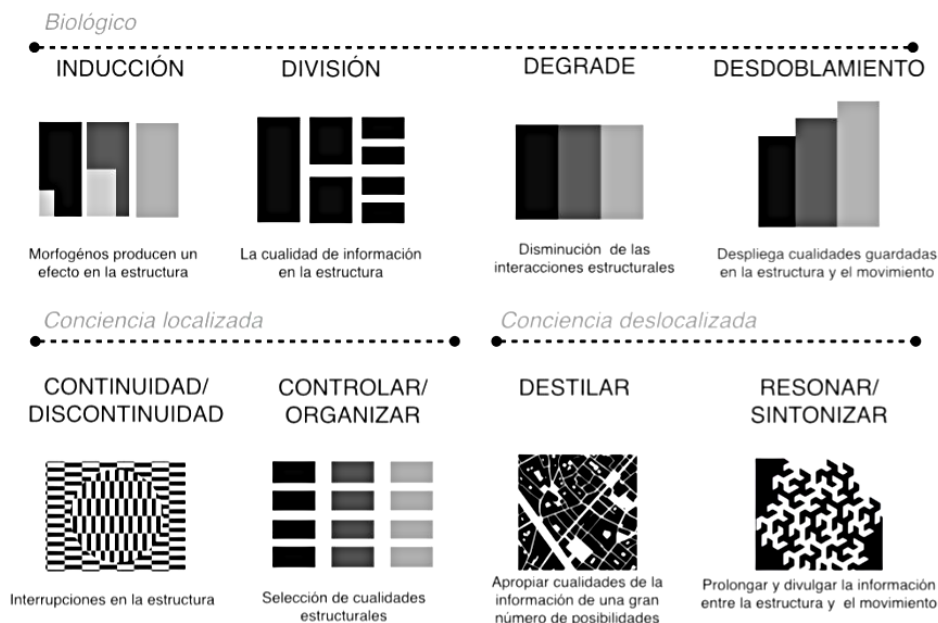 Biológico
INDUCCIÓN
DIVISIÓN
DEGRADE
DESDOBLAMIENTO
Morfogénos producen un
efecto en la estructura
La cualidad de información
en la estructura
Disminución de las
interacciones estructurales
Despliega cualidades guardadas
en la estructura y el movimiento
Conciencia localizada
Conciencia deslocalizada
CONTINUIDAD/
DISCONTINUIDAD
CONTROLAR/
ORGANIZAR
DESTILAR
RESONAR/
SINTONIZAR
Interrupciones en la estructura
Selección de cualidades
estructurales
Apropiar cualidades de la
información de una gran
número de posibilidades
Prolongar y divulgar la información
entre la estructura y el movimiento